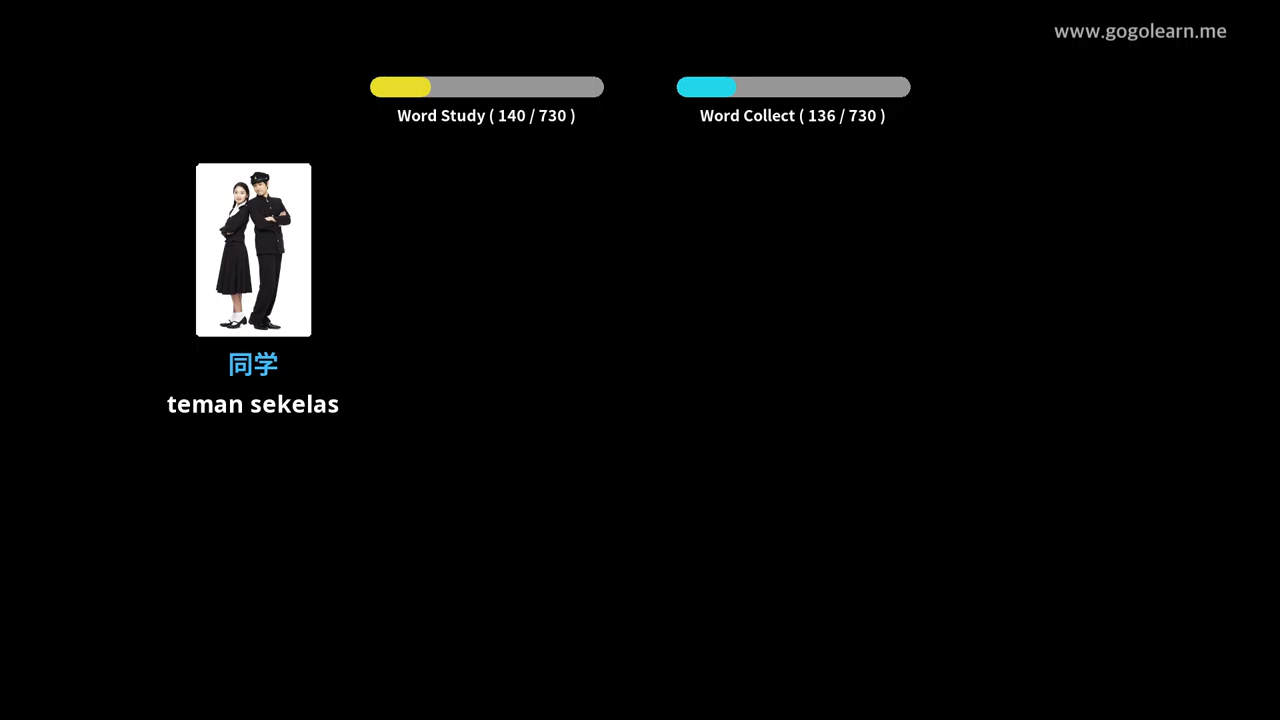 www.gogolearn.me
Word Study ( 140 / 730 )
Word Collect ( 136 / 730 )
同学
teman sekelas